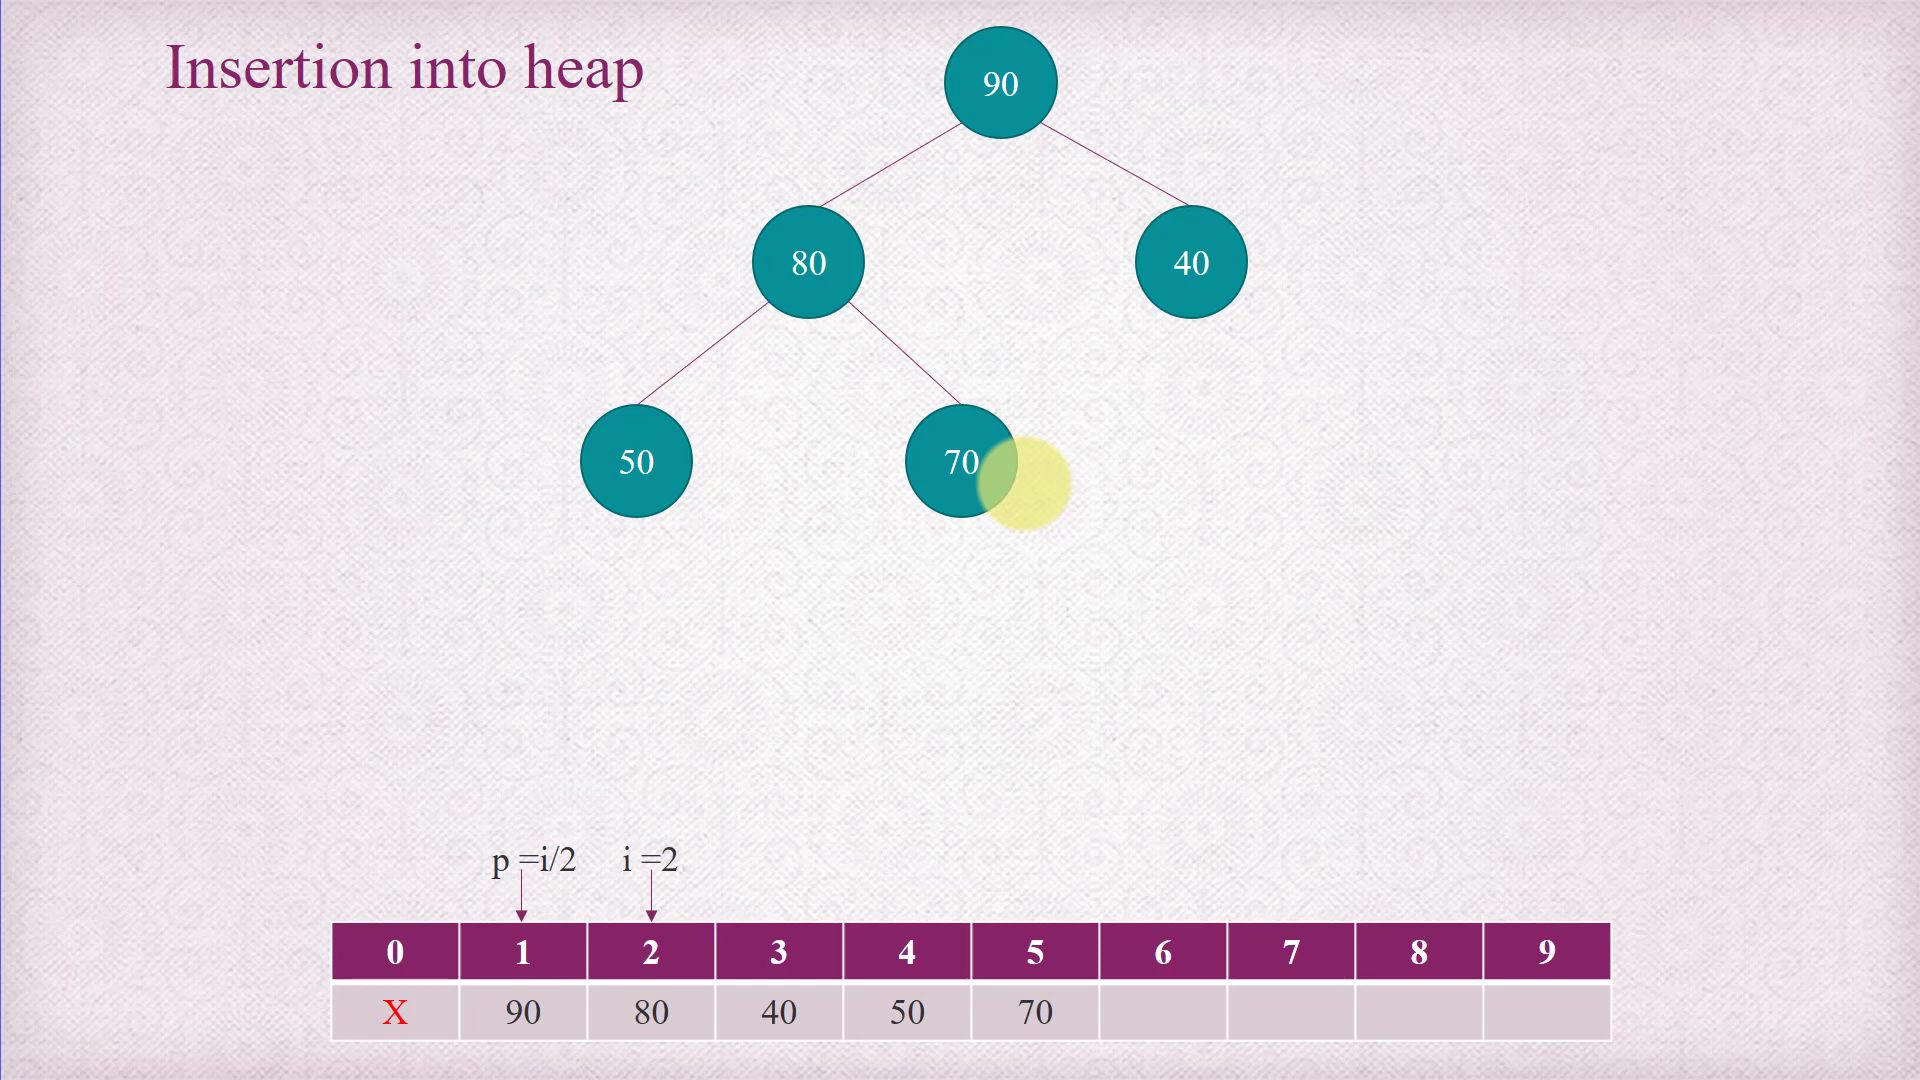 Insertion into heap
90
80
40
50
70
p =i/2 i =2
0 1 2 3 4 5 6 7 8 9
X 90 80 40 50 70